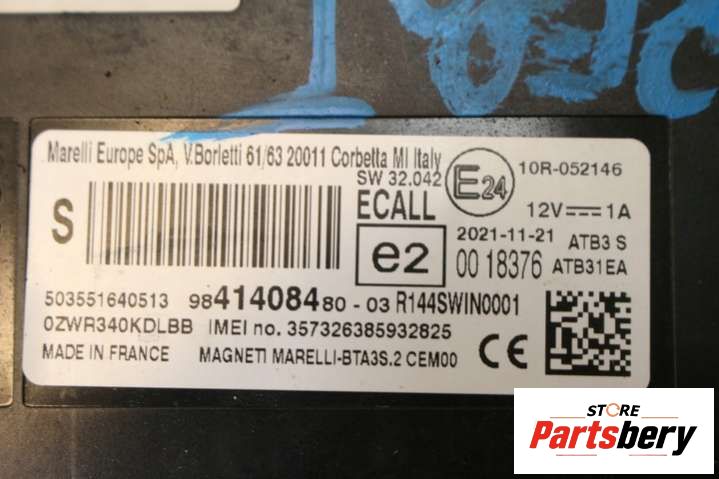 Marelli Europe SpA, V.Borletti 61/63 20011 Corbetta MI Italy
SW 32.042
E24
10R-052146
S
ECALL
12V⎓1A
e2
2021-11-21 ATB3 S
00 18376 ATB31EA
503551640513 9841408480-03 R144SWIN0001
0ZWR340KDLBB IMEI no. 357326385932825
MADE IN FRANCE MAGNETI MARELLI-BTA3S.2 CEM00 CE
STORE
Partsbery